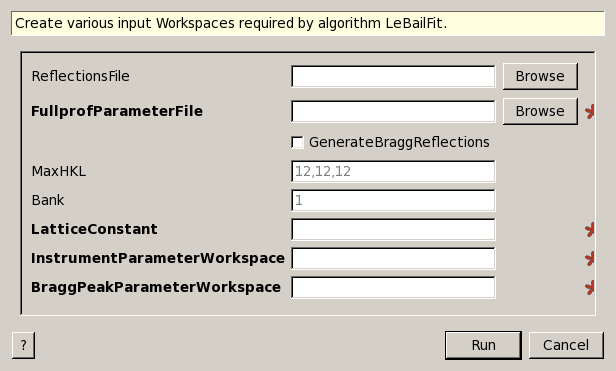 Create various input Workspaces required by algorithm LeBailFit.
ReflectionsFile Browse
FullprofParameterFile Browse
GenerateBraggReflections
MaxHKL 12,12,12
Bank 1
LatticeConstant
InstrumentParameterWorkspace
BraggPeakParameterWorkspace
? Run Cancel